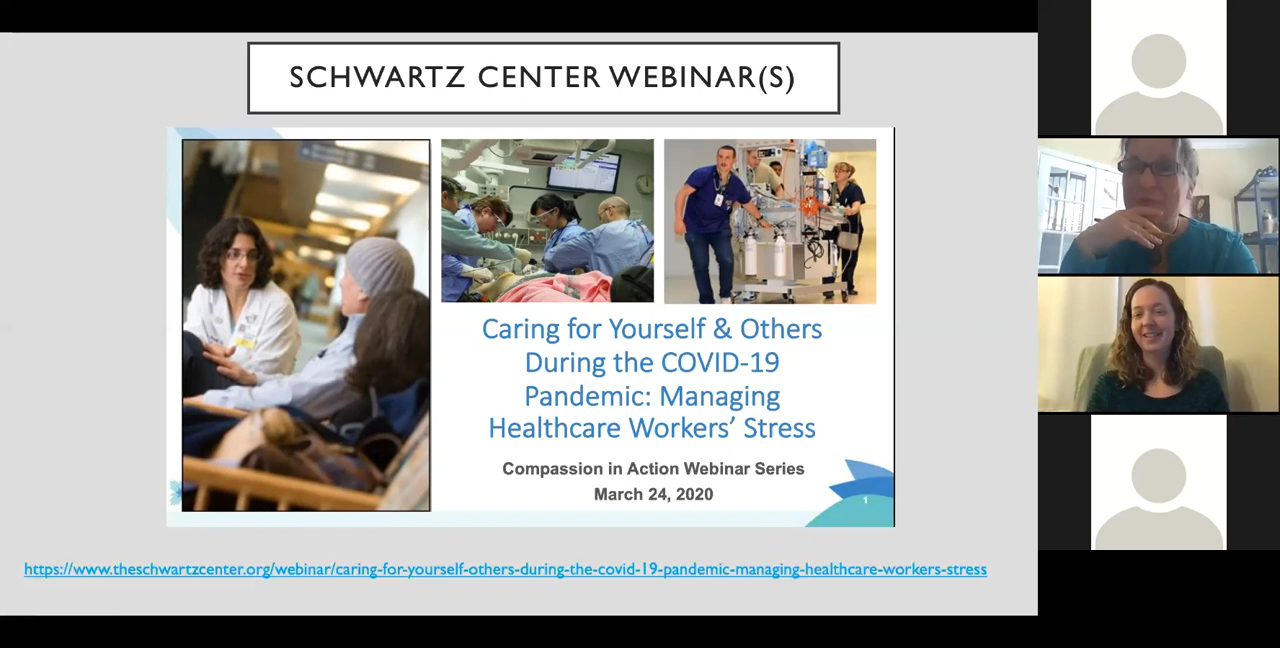 SCHWARTZ CENTER WEBINAR(S)
Caring for Yourself & Others
During the COVID-19
Pandemic: Managing
Healthcare Workers’ Stress
Compassion in Action Webinar Series
March 24, 2020
1
https://www.theschwartzcenter.org/webinar/caring-for-yourself-others-during-the-covid-19-pandemic-managing-healthcare-workers-stress